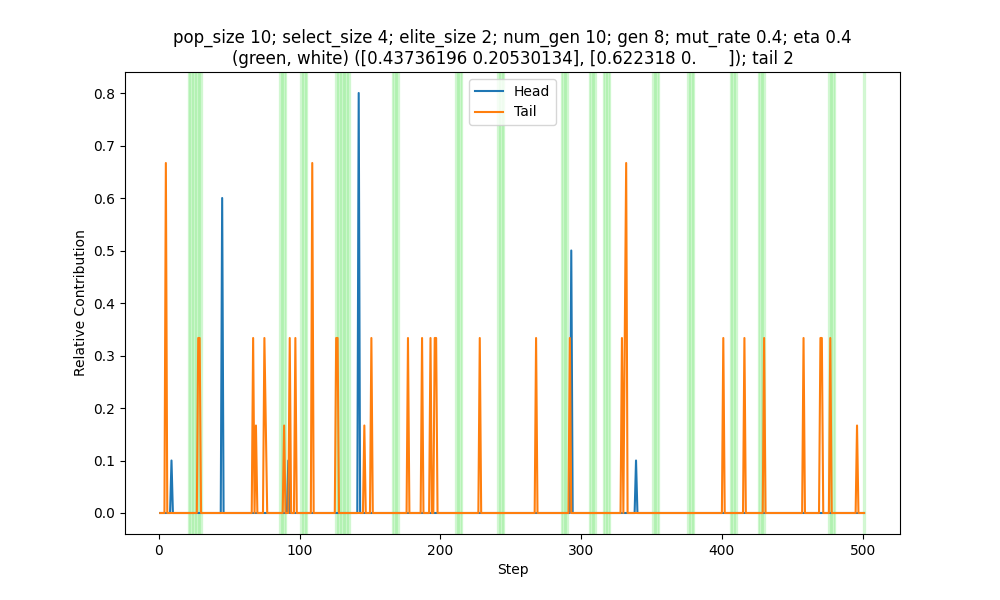 pop_size 10; select_size 4; elite_size 2; num_gen 10; gen 8; mut_rate 0.4; eta 0.4
(green, white) ([0.43736196 0.20530134], [0.622318 0.      ]); tail 2
Head
Tail
Relative Contribution
0.8
0.7
0.6
0.5
0.4
0.3
0.2
0.1
0.0
0 100 200 300 400 500
Step